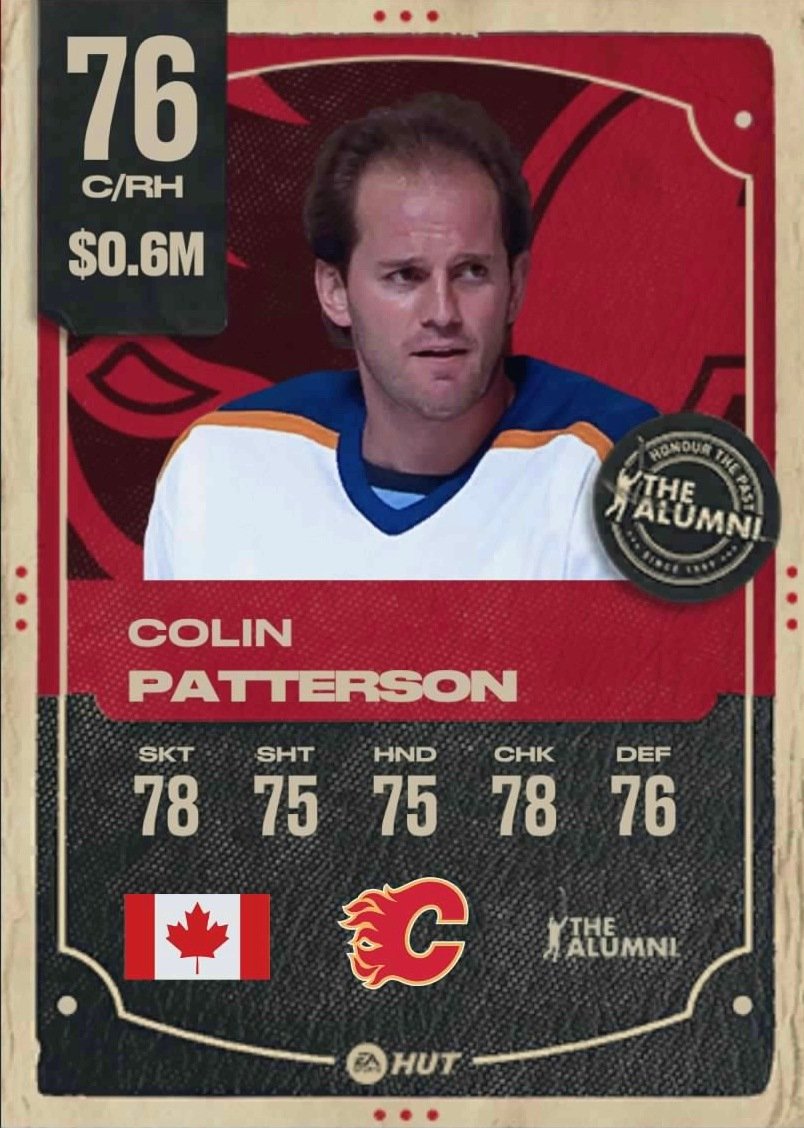 76
C/RH
$0.6M
HONOUR THE PAST
THE
ALUMNI
COLIN
PATTERSON
SKT SHT HND CHK DEF
78 75 75 78 76
C
THE
ALUMNI
EA
HUT